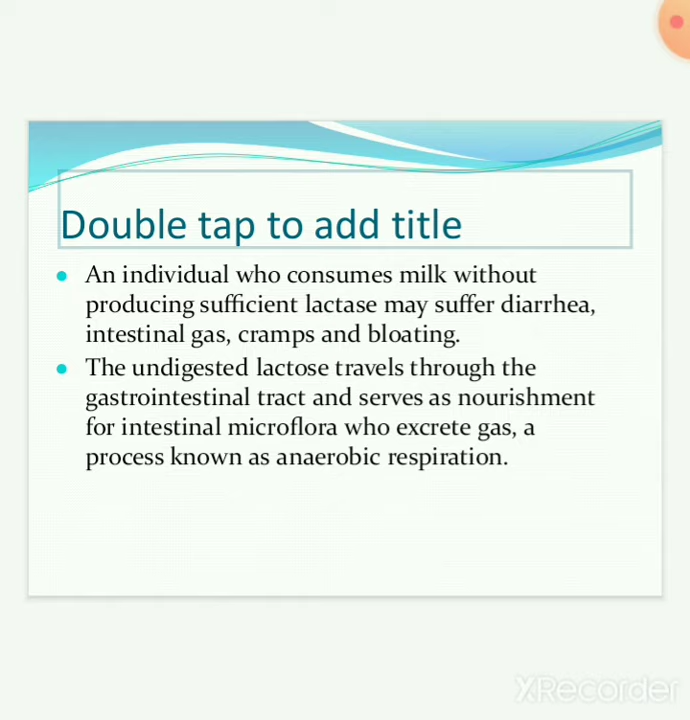 Double tap to add title
An individual who consumes milk without
producing sufficient lactase may suffer diarrhea,
intestinal gas, cramps and bloating.
The undigested lactose travels through the
gastrointestinal tract and serves as nourishment
for intestinal microflora who excrete gas, a
process known as anaerobic respiration.
XRecorder